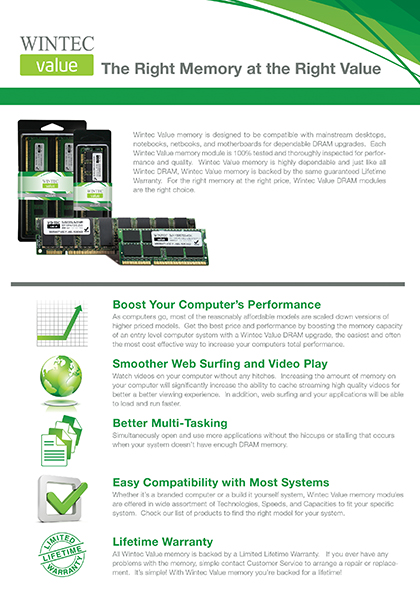 WINTEC
value
The Right Memory at the Right Value
Wintec Value memory is designed to be compatible with mainstream desktops,
notebooks, netbooks, and motherboards for dependable DRAM upgrades. Each
Wintec Value memory module is 100% tested and thoroughly inspected for perfor-
mance and quality. Wintec Value memory is highly dependable and just like all
Wintec DRAM, Wintec Value memory is backed by the same guaranteed Lifetime
Warranty. For the right memory at the right price, Wintec Value DRAM modules
are the right choice.
WINTEC
value
Boost Your Computer's Performance
As computers go, most of the reasonably affordable models are scaled down versions of
higher priced models. Get the best price and performance by boosting the memory capacity
of an entry level computer system with a Wintec Value DRAM upgrade, the easiest and often
the most cost effective way to increase your computers total performance.
Smoother Web Surfing and Video Play
Watch videos on your computer without any hitches. Increasing the amount of memory on
your computer will significantly increase the ability to cache streaming high quality videos for
better a better viewing experience. In addition, web surfing and your applications will be able
to load and run faster.
Better Multi-Tasking
Simultaneously open and use more applications without the hiccups or stalling that occurs
when your system doesn't have enough DRAM memory.
Easy Compatibility with Most Systems
Whether it's a branded computer or a build it yourself system, Wintec Value memory modules
are offered in wide assortment of Technologies, Speeds, and Capacities to fit your specific
system. Check our list of products to find the right model for your system.
LIMITED
LIFETIME
WARRANTY
Lifetime Warranty
All Wintec Value memory is backed by a Limited Lifetime Warranty. If you ever have any
problems with the memory, simple contact Customer Service to arrange a repair or replace-
ment. It's simple! With Wintec Value memory you're backed for a lifetime!